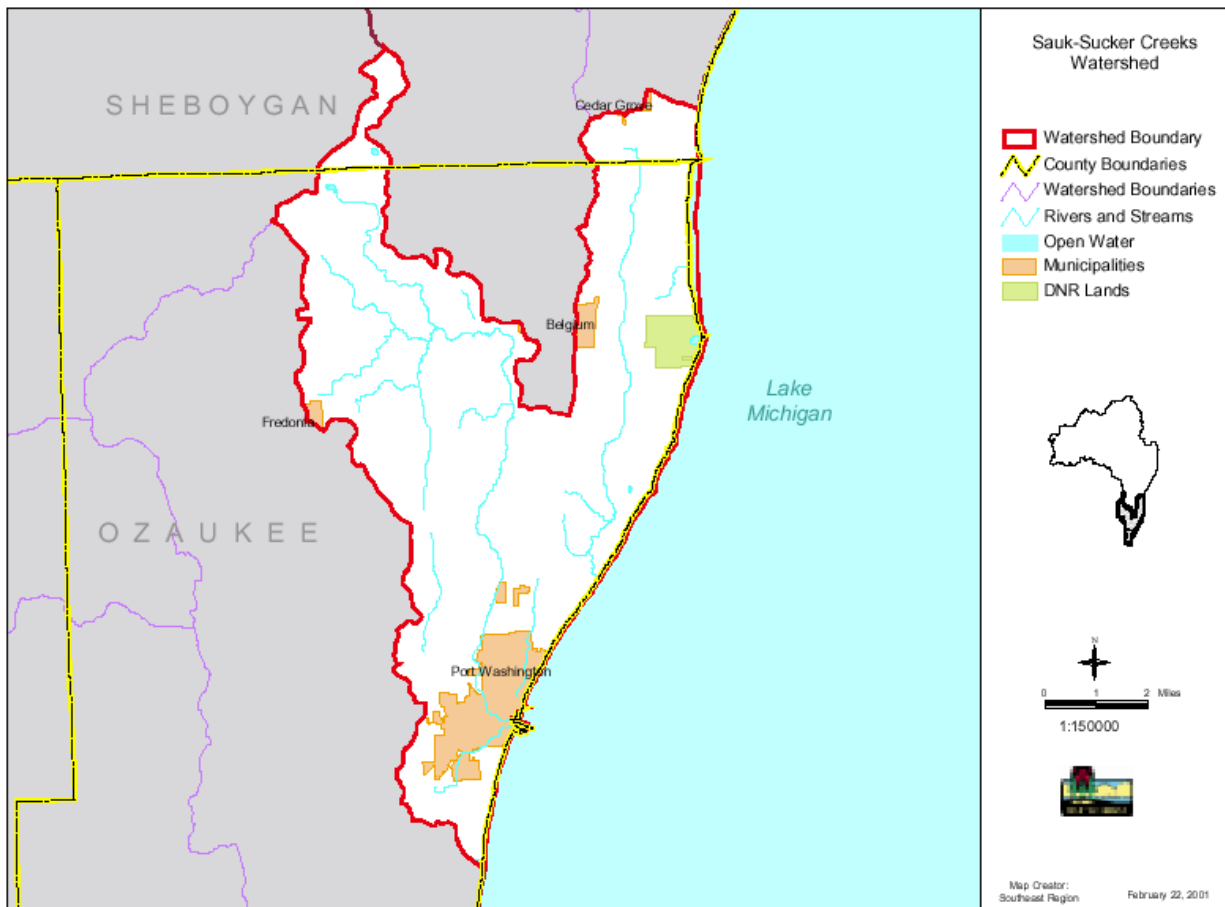 Sauk-Sucker Creeks
Watershed
SHEBOYGAN
Cedar Grove
Watershed Boundary
County Boundaries
Watershed Boundaries
Rivers and Streams
Open Water
Municipalities
DNR Lands
Belgium
Lake
Michigan
Fredonia
OZAUKEE
Port Washington
N
0 1 2 Miles
1:150000
Map Creator:
Southeast Region
February 22, 2001